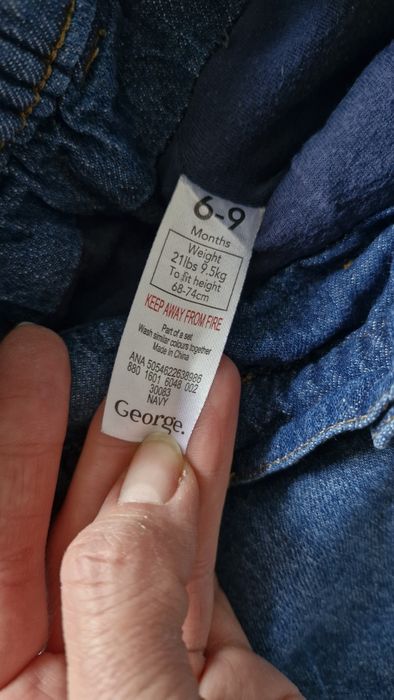 6-9
Months
Weight
21lbs 9.5kg
To fit height
68-74cm
KEEP AWAY FROM FIRE
Part of a set
Wash similar colours together
Made in China
ANA 5054622638986
680 1601 6048 002
30083
NAVY
George.